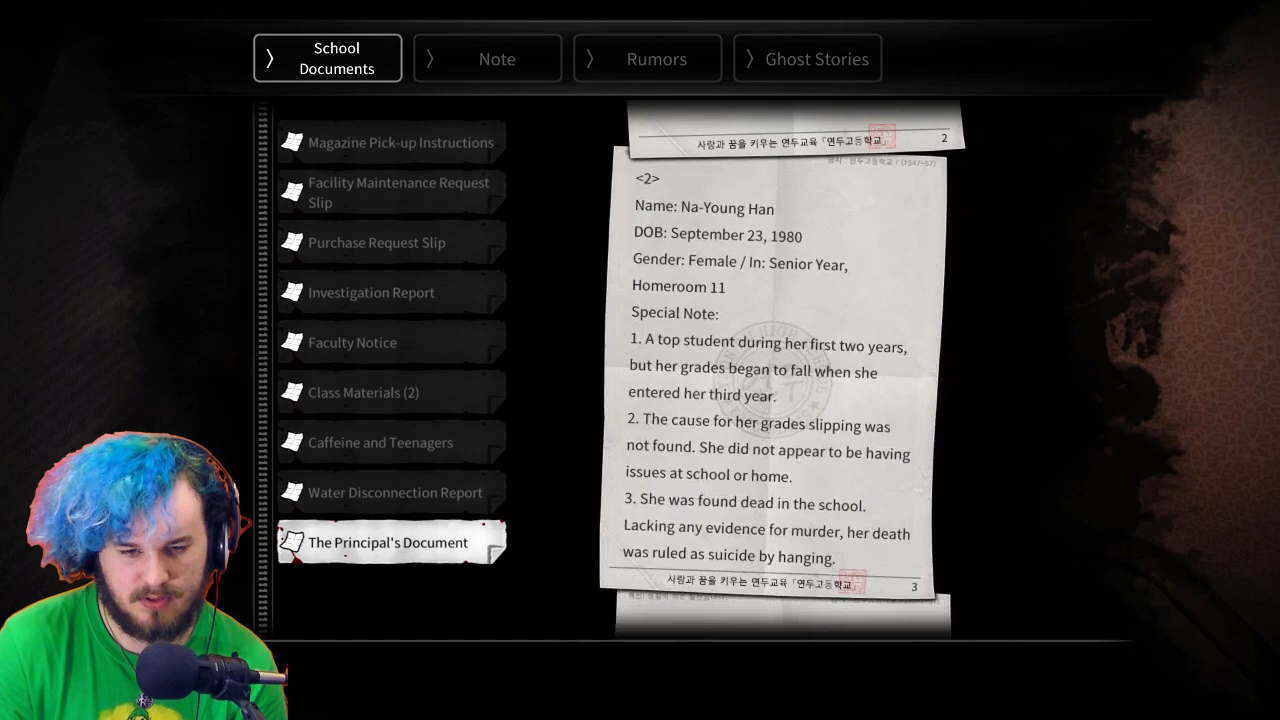 School
Documents
Note
Rumors
Ghost Stories
Magazine Pick-up Instructions
Facility Maintenance Request
Slip
Purchase Request Slip
Investigation Report
Faculty Notice
Class Materials (2)
Caffeine and Teenagers
Water Disconnection Report
The Principal's Document
사랑과 꿈을 키우는 연두교육 「연두고등학교」 2
연두고등학교 / (1547-57)
<2>
Name: Na-Young Han
DOB: September 23, 1980
Gender: Female / In: Senior Year,
Homeroom 11
Special Note:
1. A top student during her first two years,
but her grades began to fall when she
entered her third year.
2. The cause for her grades slipping was
not found. She did not appear to be having
issues at school or home.
3. She was found dead in the school.
Lacking any evidence for murder, her death
was ruled as suicide by hanging.
사랑과 꿈을 키우는 연두교육 「연두고등학교」 3